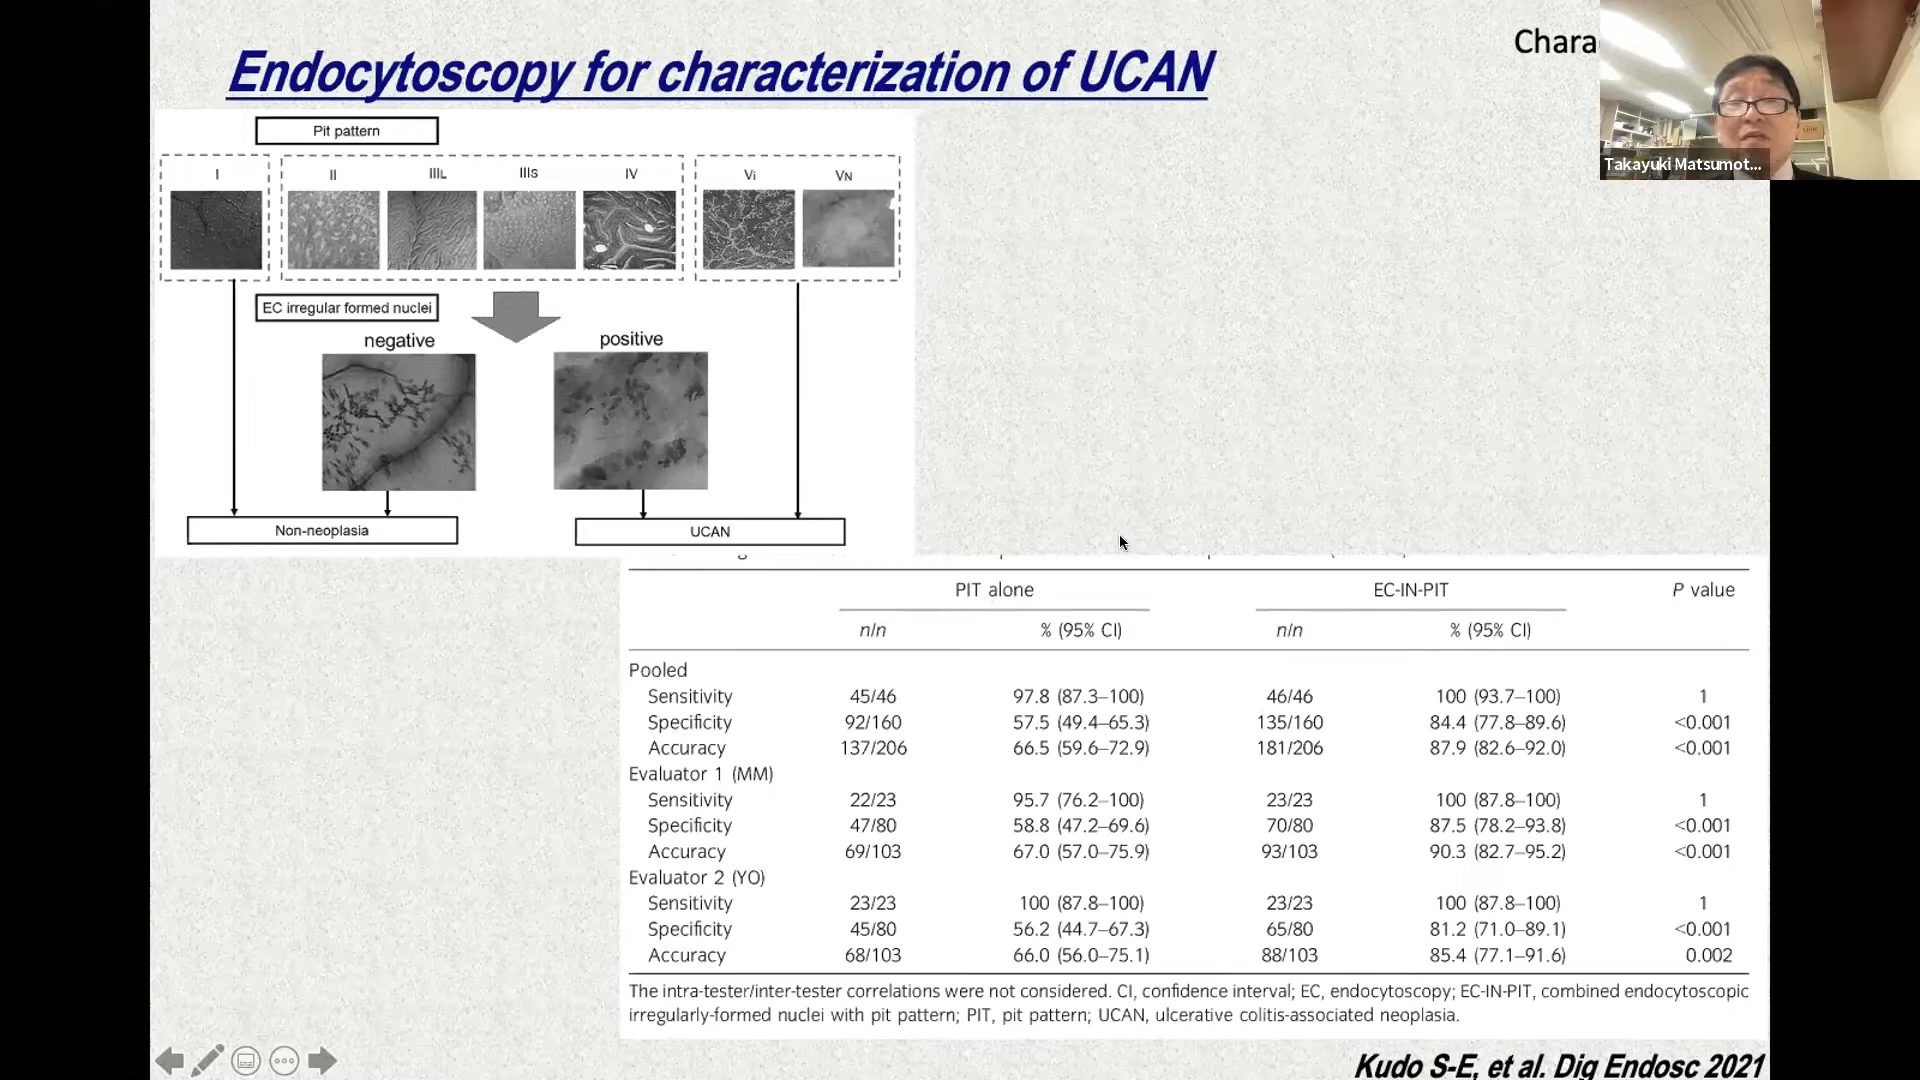 Endocytoscopy for characterization of UCAN
Chara
Takayuki Matsumot...
Pit pattern
I II IIIL IIIS IV VI VN
EC irregular formed nuclei
negative positive
Non-neoplasia UCAN
PIT alone EC-IN-PIT P value
n/n % (95% CI) n/n % (95% CI)
Pooled
Sensitivity 45/46 97.8 (87.3–100) 46/46 100 (93.7–100) 1
Specificity 92/160 57.5 (49.4–65.3) 135/160 84.4 (77.8–89.6) <0.001
Accuracy 137/206 66.5 (59.6–72.9) 181/206 87.9 (82.6–92.0) <0.001
Evaluator 1 (MM)
Sensitivity 22/23 95.7 (76.2–100) 23/23 100 (87.8–100) 1
Specificity 47/80 58.8 (47.2–69.6) 70/80 87.5 (78.2–93.8) <0.001
Accuracy 69/103 67.0 (57.0–75.9) 93/103 90.3 (82.7–95.2) <0.001
Evaluator 2 (YO)
Sensitivity 23/23 100 (87.8–100) 23/23 100 (87.8–100) 1
Specificity 45/80 56.2 (44.7–67.3) 65/80 81.2 (71.0–89.1) <0.001
Accuracy 68/103 66.0 (56.0–75.1) 88/103 85.4 (77.1–91.6) 0.002
The intra-tester/inter-tester correlations were not considered. CI, confidence interval; EC, endocytoscopy; EC-IN-PIT, combined endocytoscopic
irregularly-formed nuclei with pit pattern; PIT, pit pattern; UCAN, ulcerative colitis-associated neoplasia.
Kudo S-E, et al. Dig Endosc 2021